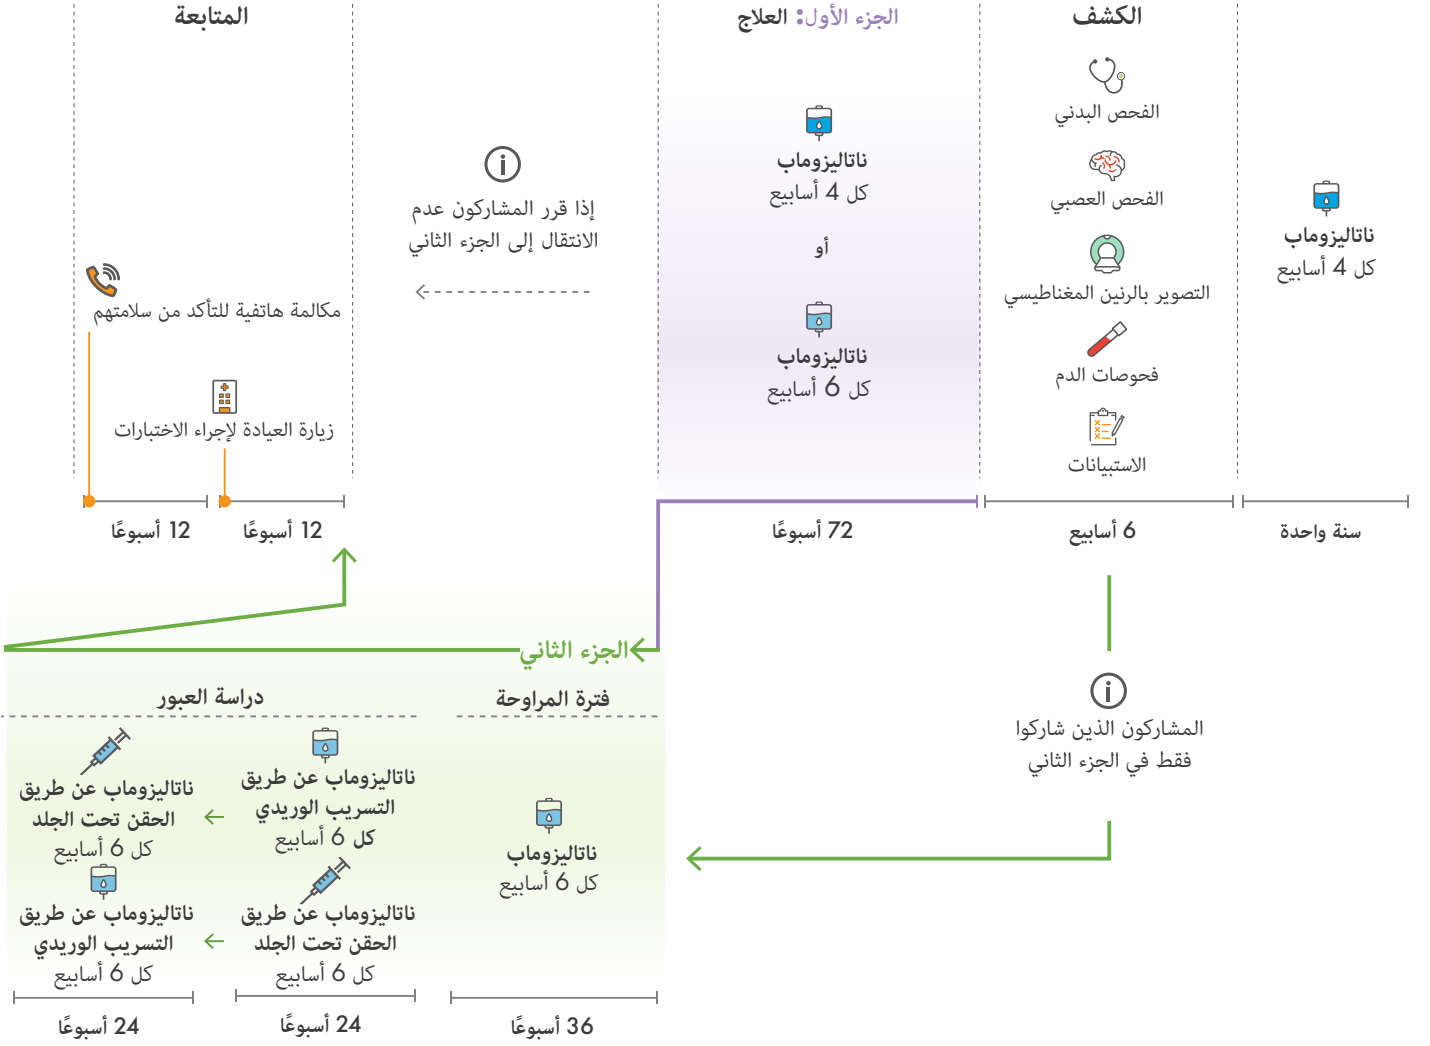 ناتاليزوماب
كل 4 أسابيع
سنة واحدة
الكشف
الفحص البدني
الفحص العصبي
التصوير بالرنين المغناطيسي
فحوصات الدم
الاستبيانات
6 أسابيع
الجزء الأول: العلاج
ناتاليزوماب
كل 4 أسابيع
أو
ناتاليزوماب
كل 6 أسابيع
72 أسبوعًا
إذا قرر المشاركون عدم
الانتقال إلى الجزء الثاني
المتابعة
مكالمة هاتفية للتأكد من سلامتهم
زيارة العيادة لإجراء الاختبارات
12 أسبوعًا
12 أسبوعًا
المشاركون الذين شاركوا
فقط في الجزء الثاني
الجزء الثاني
فترة المراوحة
ناتاليزوماب
كل 6 أسابيع
36 أسبوعًا
دراسة العبور
ناتاليزوماب عن طريق
التسريب الوريدي
كل 6 أسابيع
ناتاليزوماب عن طريق
الحقن تحت الجلد
كل 6 أسابيع
ناتاليزوماب عن طريق
الحقن تحت الجلد
كل 6 أسابيع
ناتاليزوماب عن طريق
التسريب الوريدي
كل 6 أسابيع
24 أسبوعًا
24 أسبوعًا